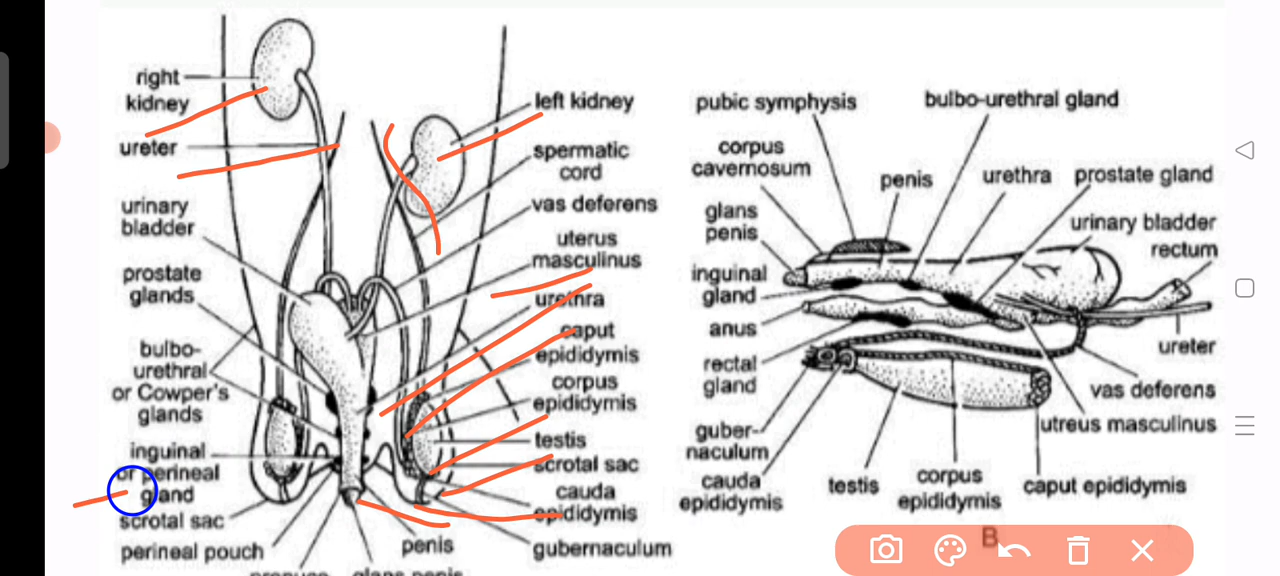 right
kidney
ureter
urinary
bladder
prostate
glands
bulbo-
urethral
or Cowper's
glands
inguinal
or perineal
gland
scrotal sac
perineal pouch
prepuce
glans penis
penis
left kidney
spermatic
cord
vas deferens
uterus
masculinus
urethra
caput
epididymis
corpus
epididymis
testis
scrotal sac
cauda
epididymis
gubernaculum
pubic symphysis
bulbo-urethral gland
corpus
cavernosum
penis
urethra
prostate gland
glans
penis
urinary bladder
rectum
inguinal
gland
anus
rectal
gland
ureter
vas deferens
utreus masculinus
guber-
naculum
cauda
epididymis
testis
corpus
epididymis
caput epididymis
B